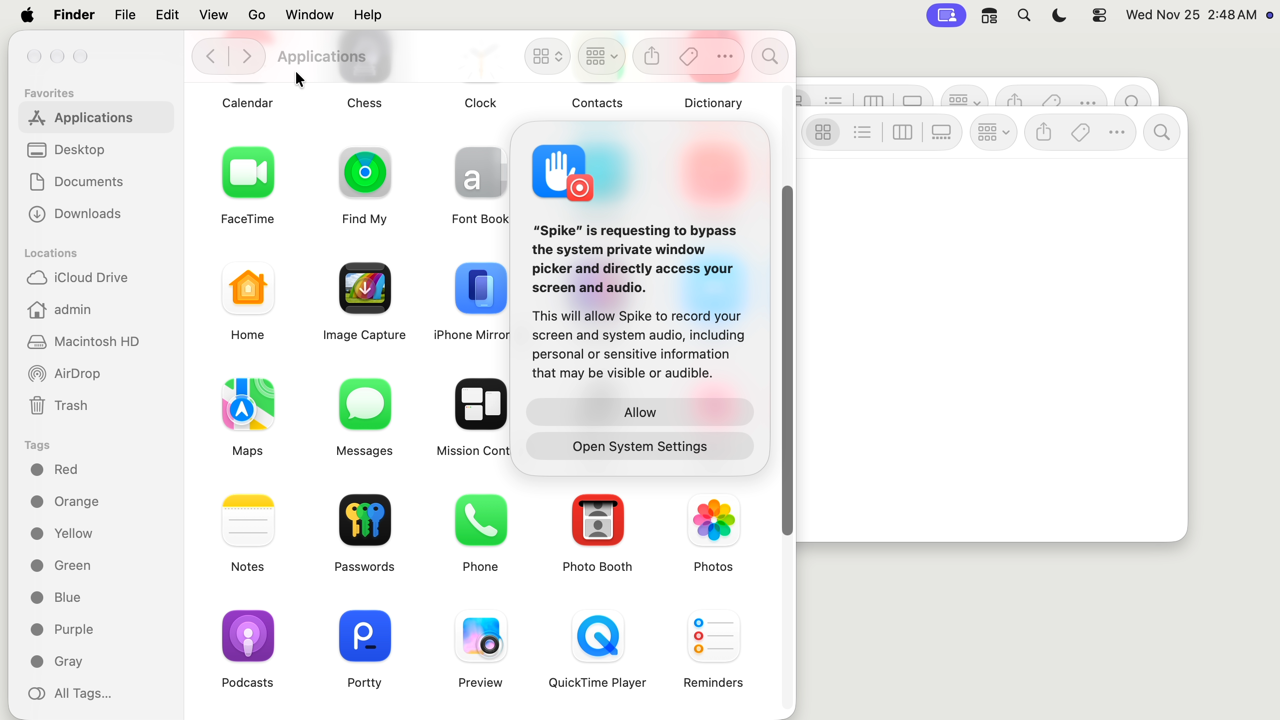 Finder File Edit View Go Window Help Wed Nov 25 2:48 AM
Applications
Favorites
Applications
Desktop
Documents
Downloads
Locations
iCloud Drive
admin
Macintosh HD
AirDrop
Trash
Tags
Red
Orange
Yellow
Green
Blue
Purple
Gray
All Tags...
Calendar Chess Clock Contacts Dictionary
FaceTime Find My Font Book
Home Image Capture iPhone Mirror
Maps Messages Mission Cont
Notes Passwords Phone Photo Booth Photos
Podcasts Portty Preview QuickTime Player Reminders
“Spike” is requesting to bypass
the system private window
picker and directly access your
screen and audio.
This will allow Spike to record your
screen and system audio, including
personal or sensitive information
that may be visible or audible.
Allow
Open System Settings